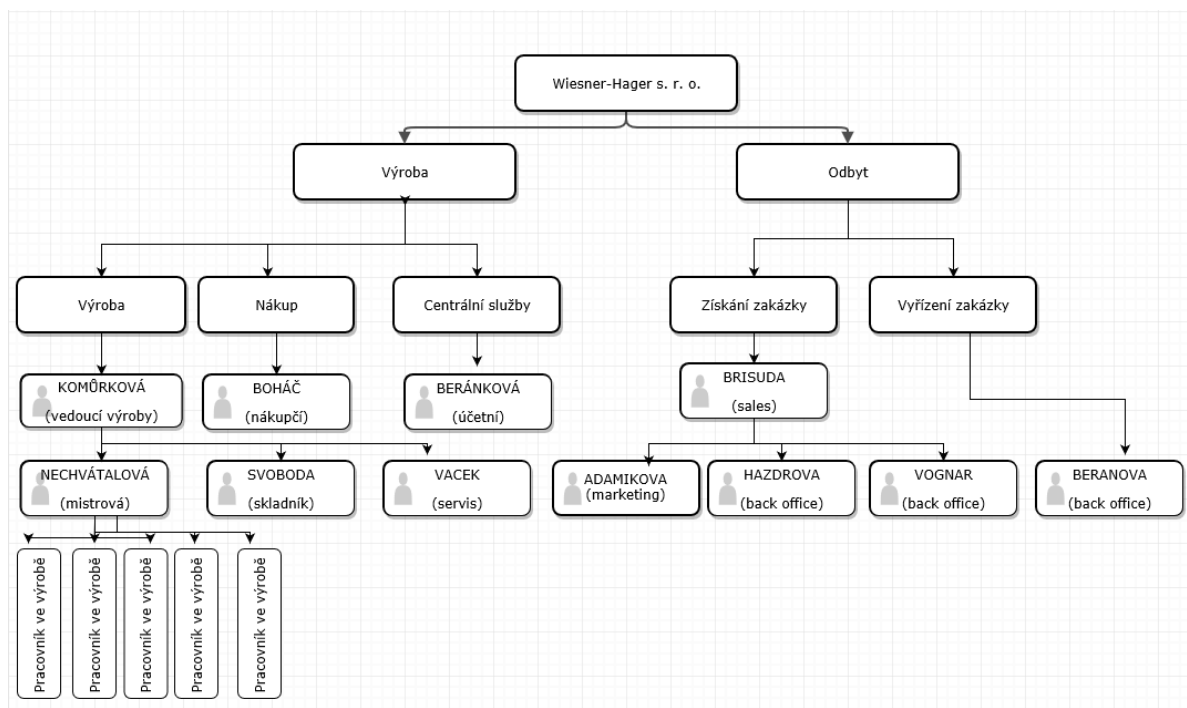 Wiesner-Hager s. r. o.
Výroba
Odbyt
Výroba
Nákup
Centrální služby
Získání zakázky
Vyřízení zakázky
KOMŮRKOVÁ
(vedoucí výroby)
BOHÁČ
(nákupčí)
BERÁNKOVÁ
(účetní)
BRISUDA
(sales)
NECHVÁTALOVÁ
(mistrová)
SVOBODA
(skladník)
VACEK
(servis)
ADAMIKOVA
(marketing)
HAZDROVA
(back office)
VOGNAR
(back office)
BERANOVA
(back office)
Pracovník ve výrobě
Pracovník ve výrobě
Pracovník ve výrobě
Pracovník ve výrobě
Pracovník ve výrobě